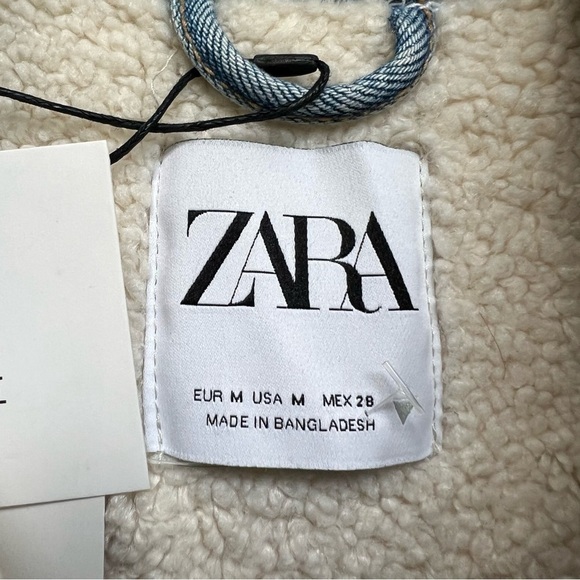 ZARA
EUR M USA M MEX 28
MADE IN BANGLADESH